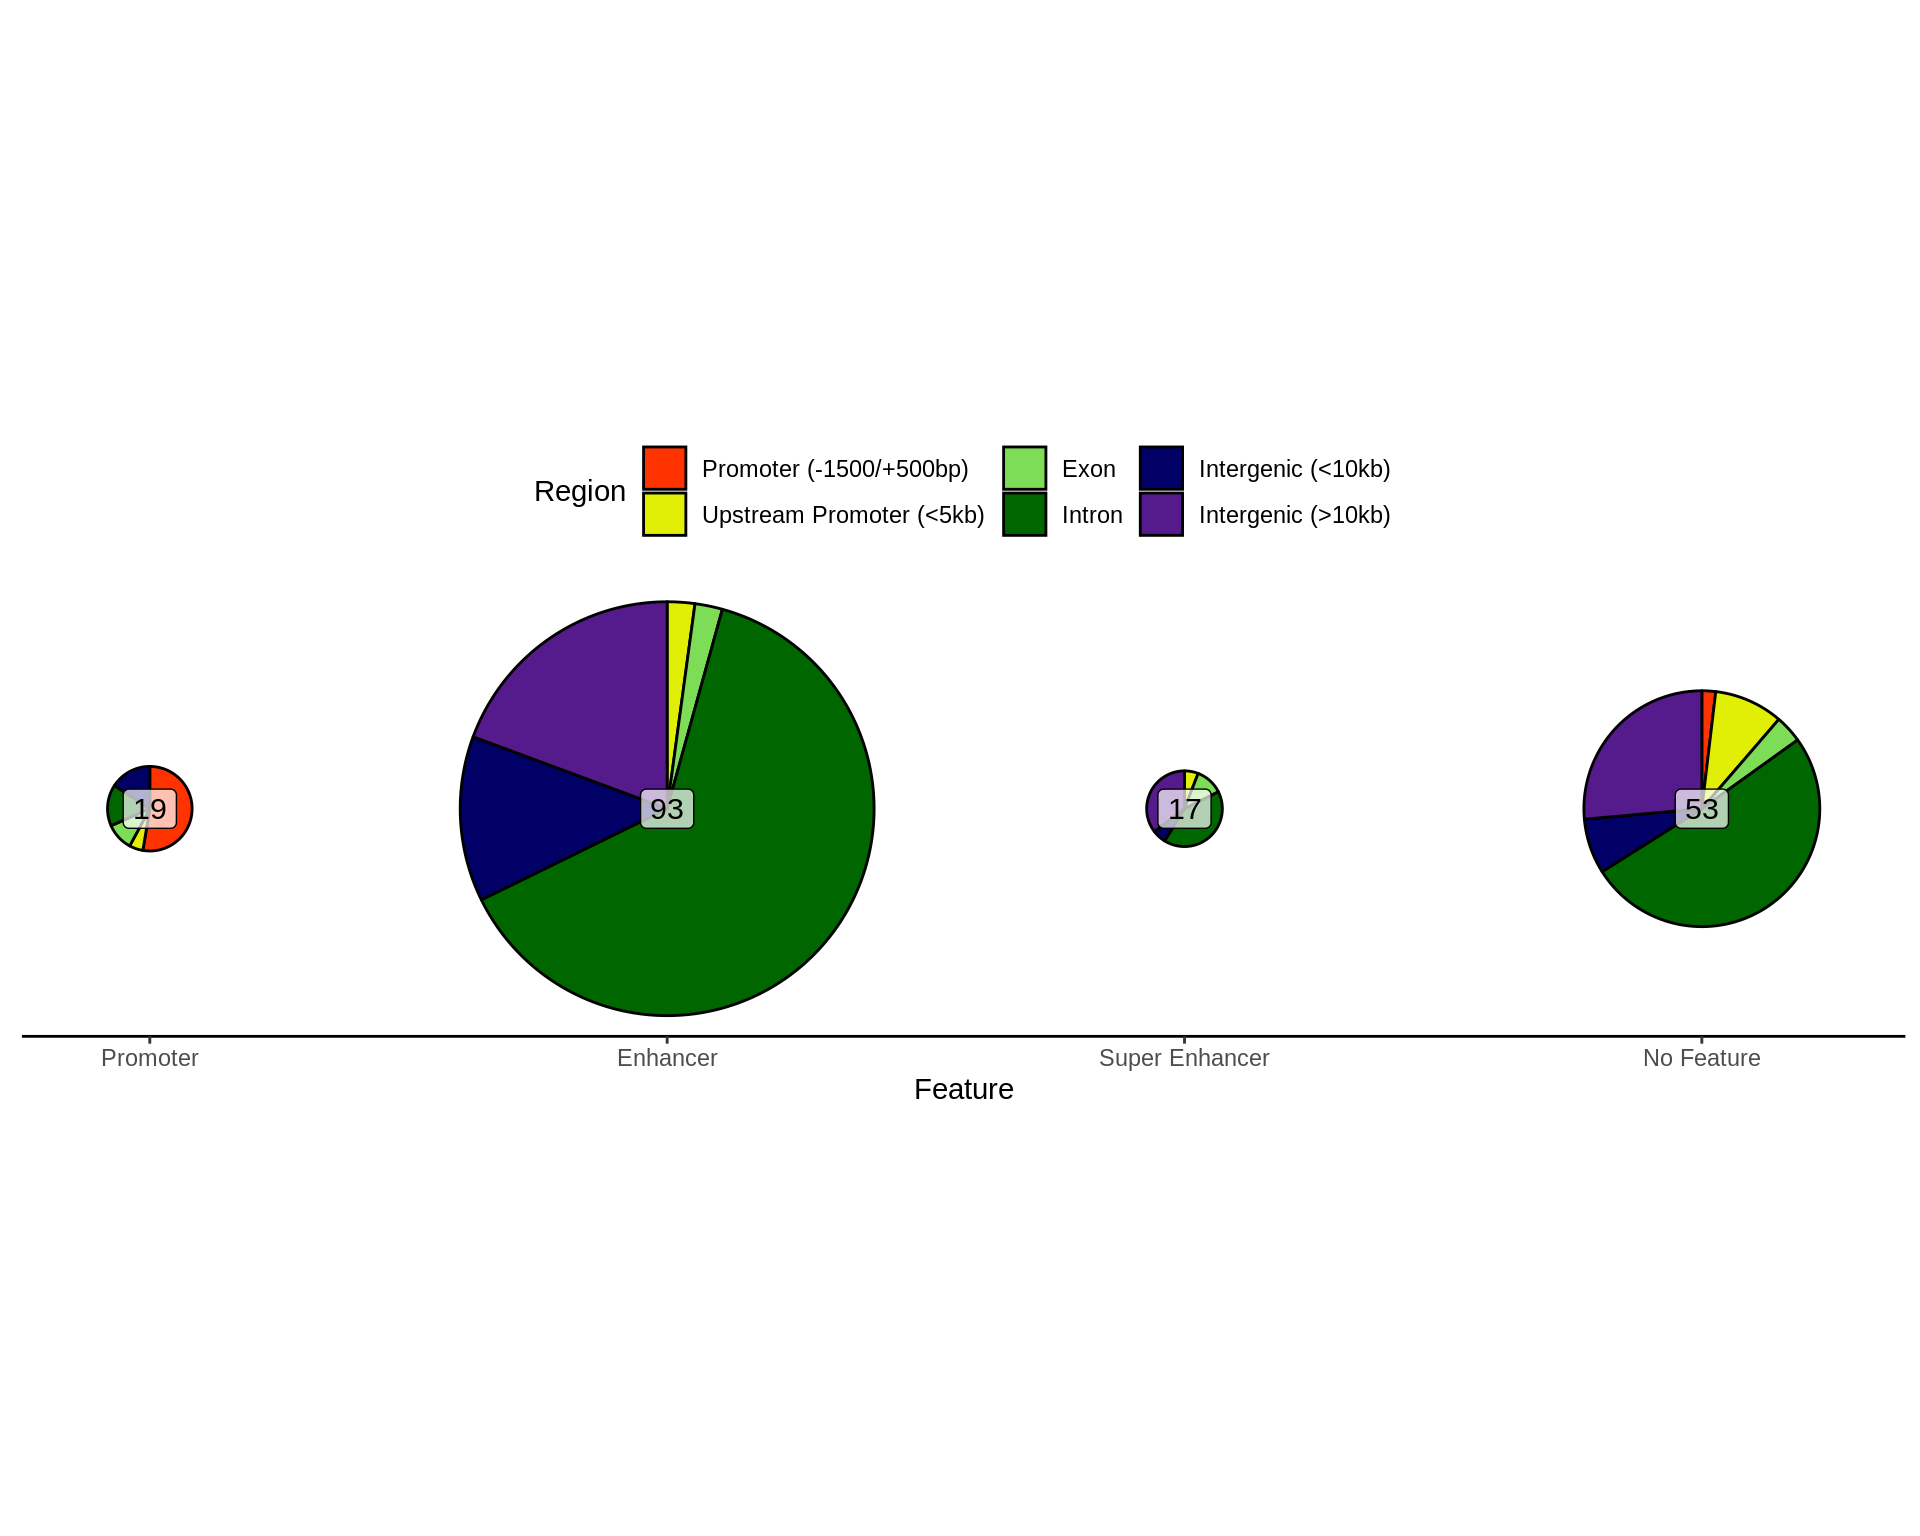 Region
Promoter (-1500/+500bp)
Exon
Intergenic (<10kb)
Upstream Promoter (<5kb)
Intron
Intergenic (>10kb)
19
93
17
53
Promoter
Enhancer
Super Enhancer
No Feature
Feature